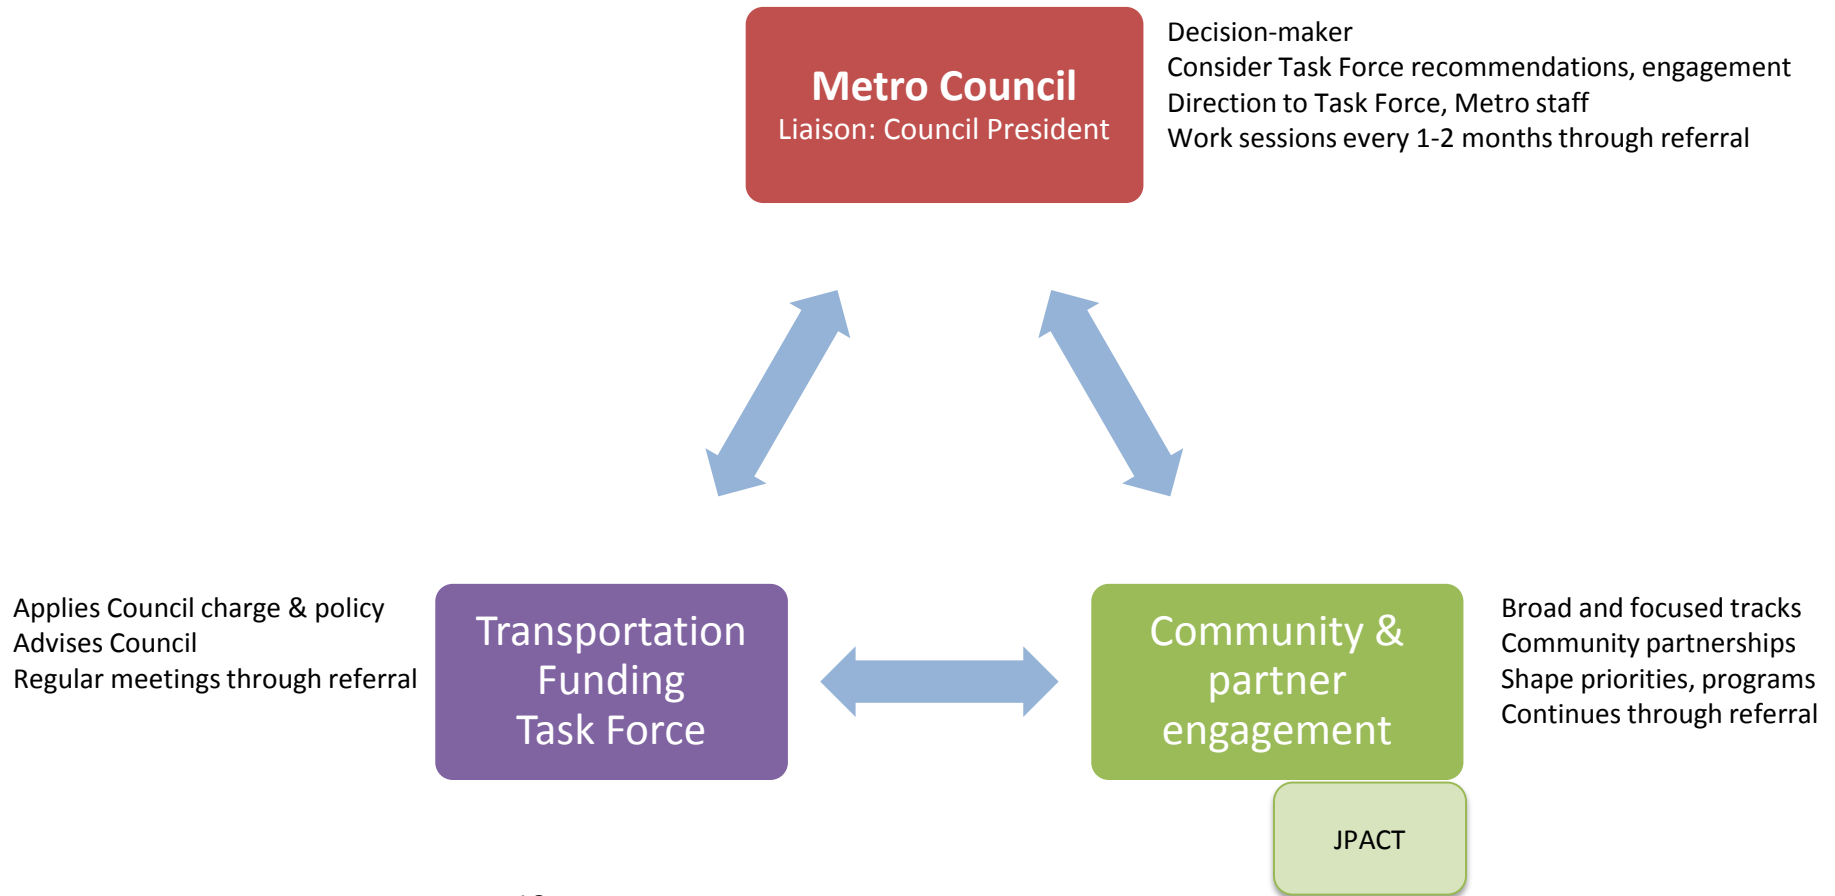 Metro Council
Liaison: Council President
Decision-maker
Consider Task Force recommendations, engagement
Direction to Task Force, Metro staff
Work sessions every 1-2 months through referral
Applies Council charge & policy
Advises Council
Regular meetings through referral
Transportation
Funding
Task Force
Community &
partner
engagement
Broad and focused tracks
Community partnerships
Shape priorities, programs
Continues through referral
JPACT